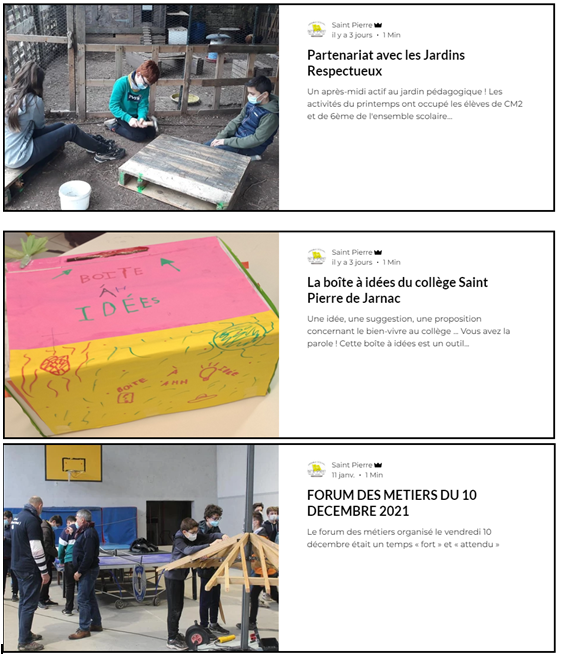 Saint Pierre
il y a 3 jours • 1 Min
Partenariat avec les Jardins
Respectueux
Un après-midi actif au jardin pédagogique ! Les
activités du printemps ont occupé les élèves de CM2
et de 6ème de l'ensemble scolaire...
BOITE
À
IDÉEs
BOITE
À
Saint Pierre
il y a 3 jours • 1 Min
La boîte à idées du collège Saint
Pierre de Jarnac
Une idée, une suggestion, une proposition
concernant le bien-vivre au collège ... Vous avez la
parole ! Cette boîte à idées est un outil...
Saint Pierre
11 janv. • 1 Min
FORUM DES METIERS DU 10
DECEMBRE 2021
Le forum des métiers organisé le vendredi 10
décembre était un temps « fort » et « attendu »